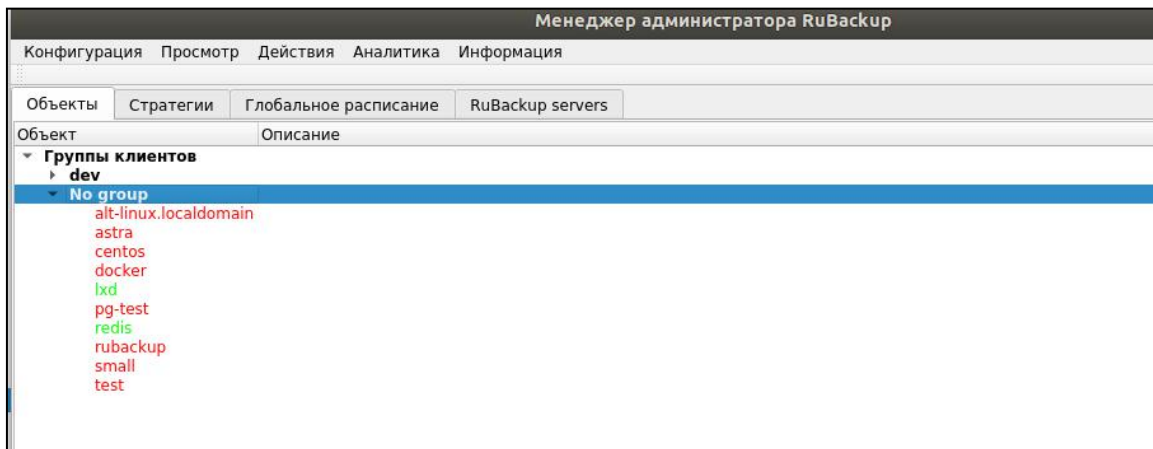 Менеджер администратора RuBackup
Конфигурация Просмотр Действия Аналитика Информация
Объекты Стратегии Глобальное расписание RuBackup servers
Объект Описание
Группы клиентов
dev
No group
alt-linux.localdomain
astra
centos
docker
lxd
pg-test
redis
rubackup
small
test